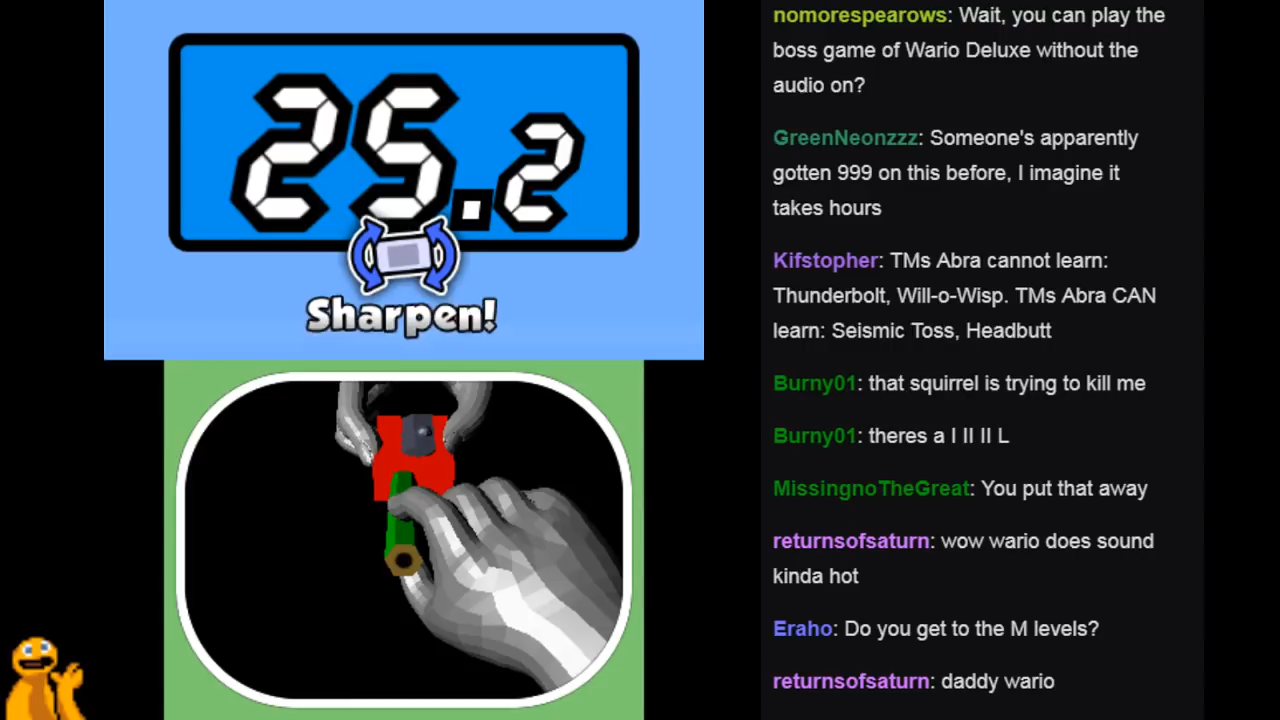 25.2
Sharpen!
nomorespearows: Wait, you can play the
boss game of Wario Deluxe without the
audio on?
GreenNeonzzz: Someone's apparently
gotten 999 on this before, I imagine it
takes hours
Kifstopher: TMs Abra cannot learn:
Thunderbolt, Will-o-Wisp. TMs Abra CAN
learn: Seismic Toss, Headbutt
Burny01: that squirrel is trying to kill me
Burny01: theres a I II II L
MissingnoTheGreat: You put that away
returnsofsaturn: wow wario does sound
kinda hot
Eraho: Do you get to the M levels?
returnsofsaturn: daddy wario